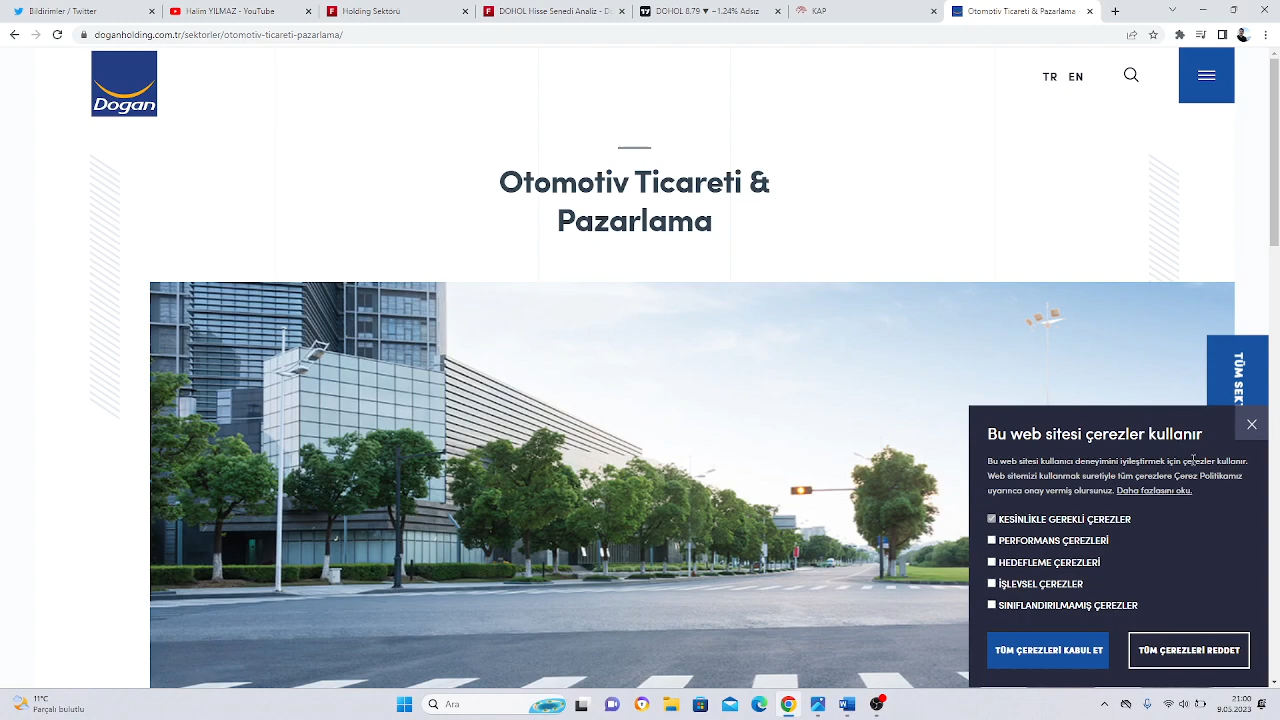 Bildirimler / Twitter
Halim YILMAZ - YouTube
Holding Sektörü
DOHOL Hisse Senedi Analiz - D
DOHOL 8.79 ▼ −1.24% Adsız
KAP
Otomotiv Ticareti & Pazarlama
doganholding.com.tr/sektorler/otomotiv-ticareti-pazarlama/
Dogan
TR EN
Otomotiv Ticareti &
Pazarlama
TÜM SEKT
Bu web sitesi çerezler kullanır
Bu web sitesi kullanıcı deneyimini iyileştirmek için çerezler kullanır.
Web sitemizi kullanmak suretiyle tüm çerezlere Çerez Politikamız
uyarınca onay vermiş olursunuz. Daha fazlasını oku.
KESİNLİKLE GEREKLİ ÇEREZLER
PERFORMANS ÇEREZLERİ
HEDEFLEME ÇEREZLERİ
İŞLEVSEL ÇEREZLER
SINIFLANDIRILMAMIŞ ÇEREZLER
TÜM ÇEREZLERİ KABUL ET
TÜM ÇEREZLERİ REDDET
11°C
Parçalı bulutlu
Ara
21:00
9.05.2023